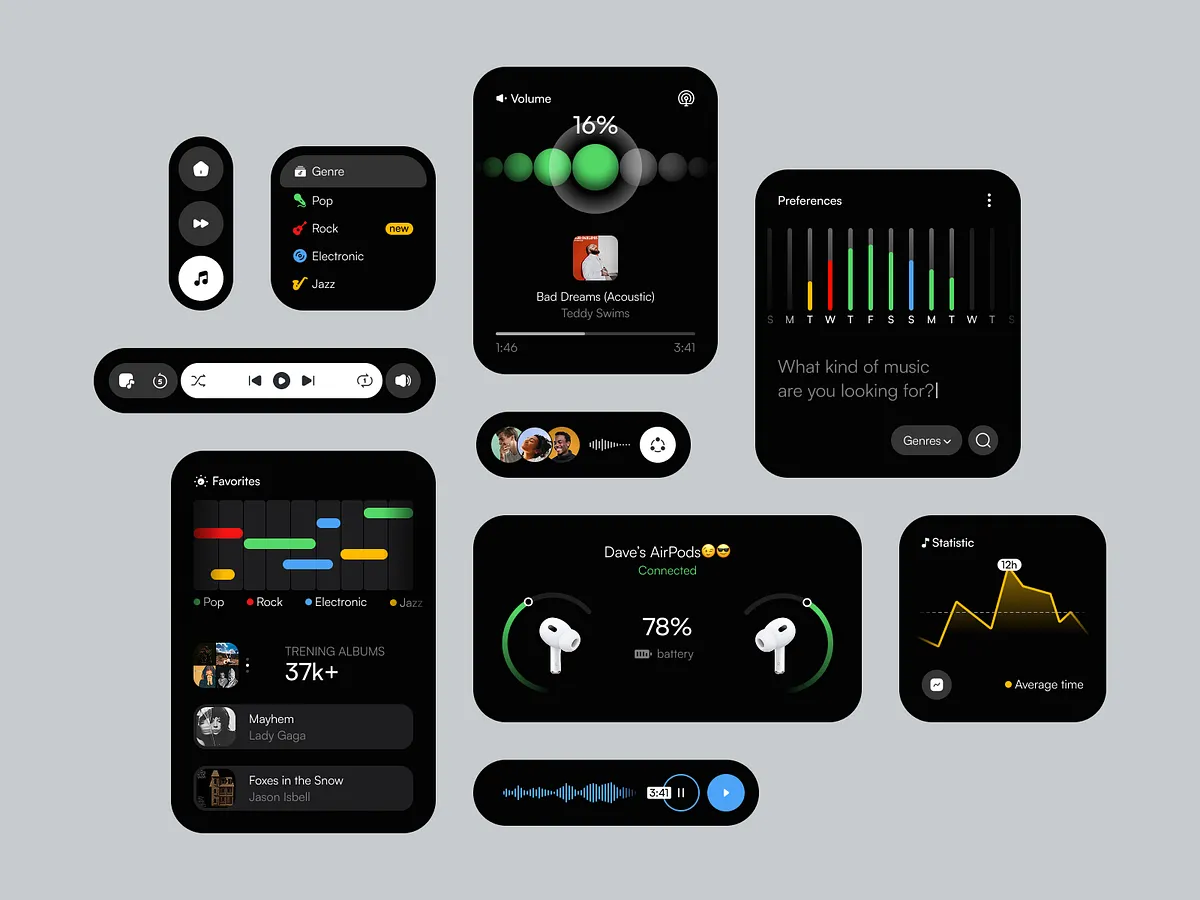 Genre
Pop
Rock
new
Electronic
Jazz
5
1
Volume
16%
Bad Dreams (Acoustic)
Teddy Swims
1:46 3:41
Preferences
S M T W T F S S M T W T S
What kind of music
are you looking for?
Genres
Favorites
Pop Rock Electronic Jazz
TRENING ALBUMS
37k+
Mayhem
Lady Gaga
Foxes in the Snow
Jason Isbell
Dave's AirPods😉😎
Connected
78%
battery
3:41
Statistic
12h
Average time